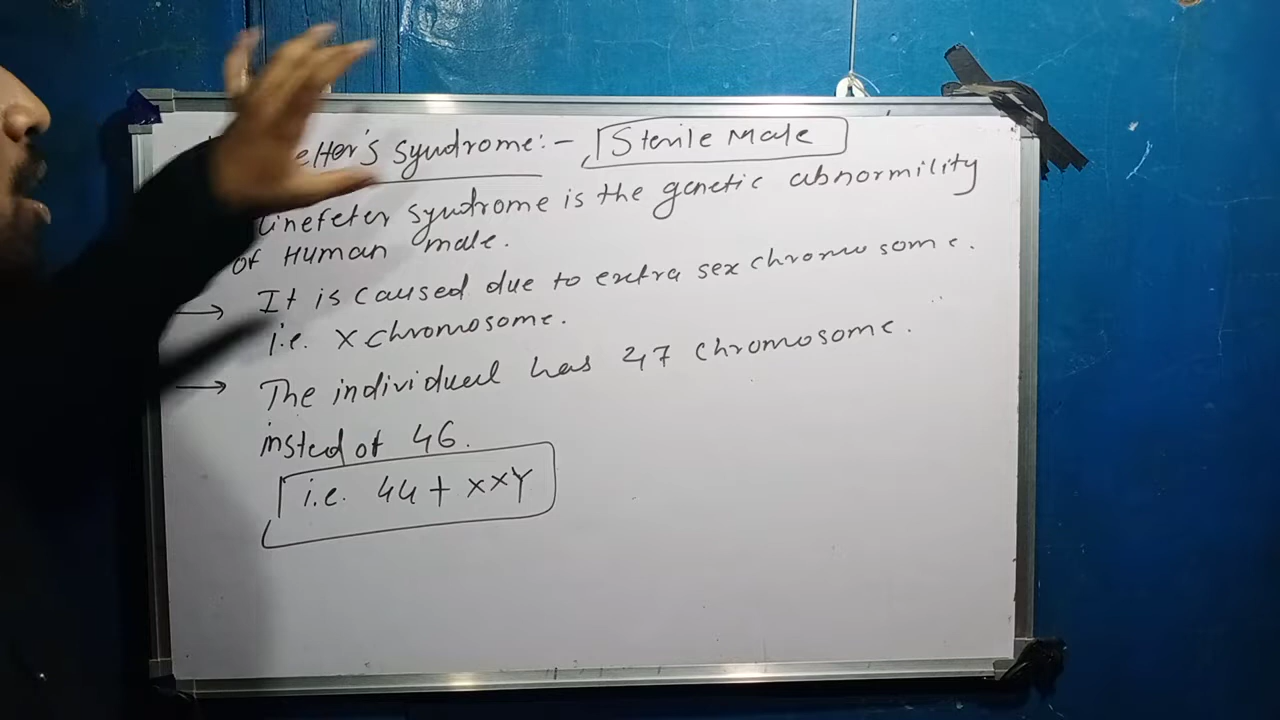 elter's syndrome:- Sterile Male
linefeter syndrome is the genetic abnormility
of Human male.
→ It is caused due to extra sex chromosome.
i.e. X chromosome.
→ The individual has 47 chromosome.
insted of 46.
i.e. 44 + xxY